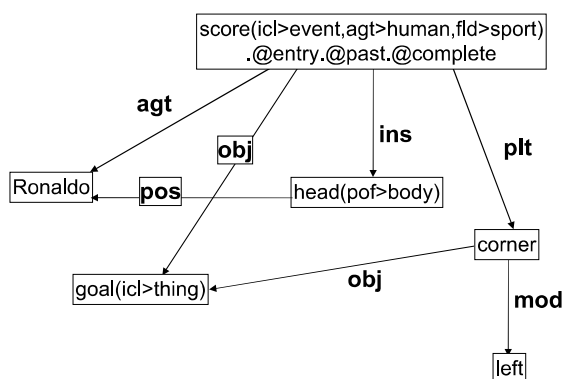 score(icl>event,agt>human,fld>sport)
.@entry.@past.@complete
agt
obj
ins
plt
Ronaldo
pos
head(pof>body)
corner
goal(icl>thing)
obj
mod
left